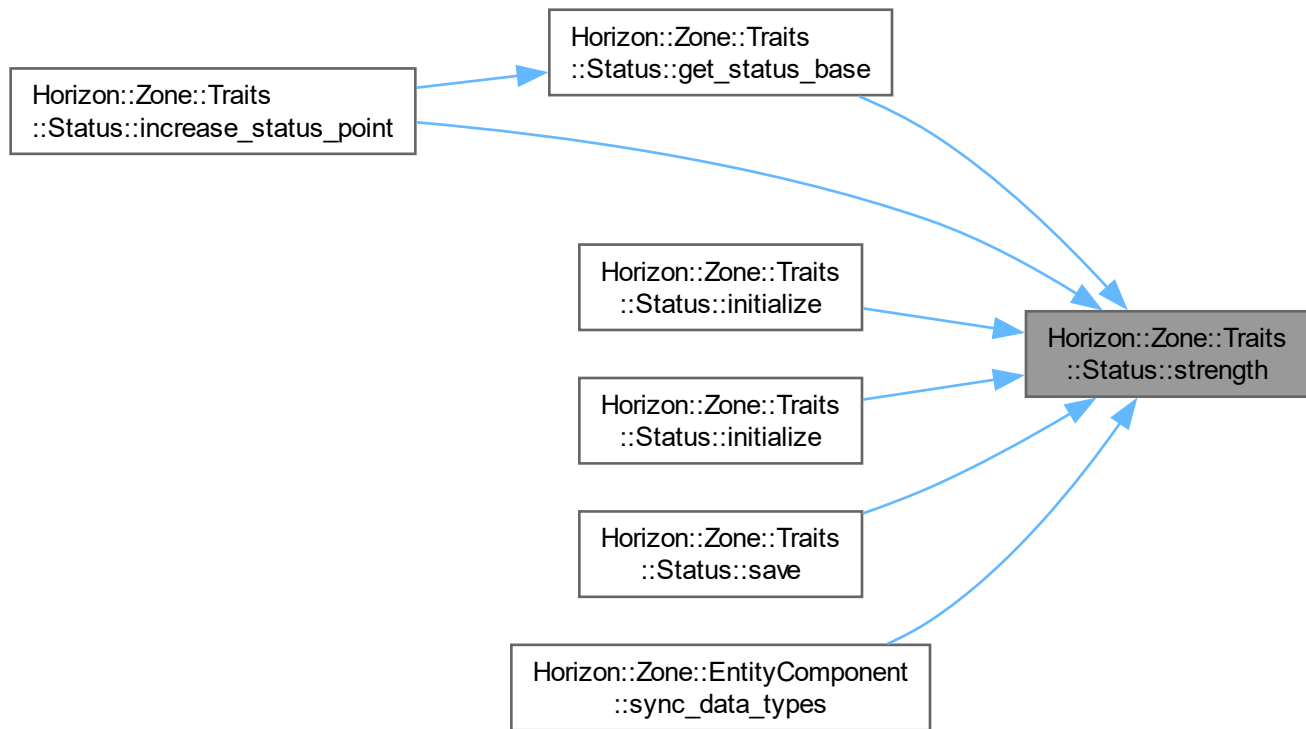 Horizon::Zone::Traits
::Status::get_status_base
Horizon::Zone::Traits
::Status::increase_status_point
Horizon::Zone::Traits
::Status::initialize
Horizon::Zone::Traits
::Status::strength
Horizon::Zone::Traits
::Status::initialize
Horizon::Zone::Traits
::Status::save
Horizon::Zone::EntityComponent
::sync_data_types